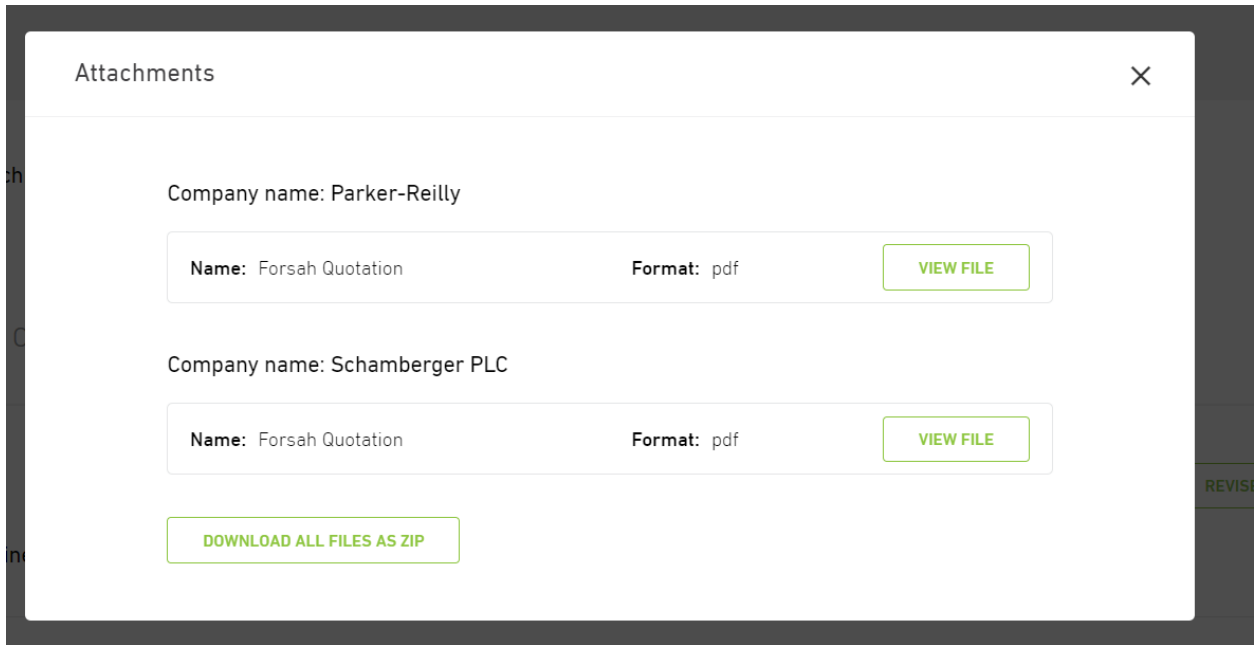 Attachments
Company name: Parker-Reilly
Name: Forsah Quotation Format: pdf VIEW FILE
Company name: Schamberger PLC
Name: Forsah Quotation Format: pdf VIEW FILE
DOWNLOAD ALL FILES AS ZIP